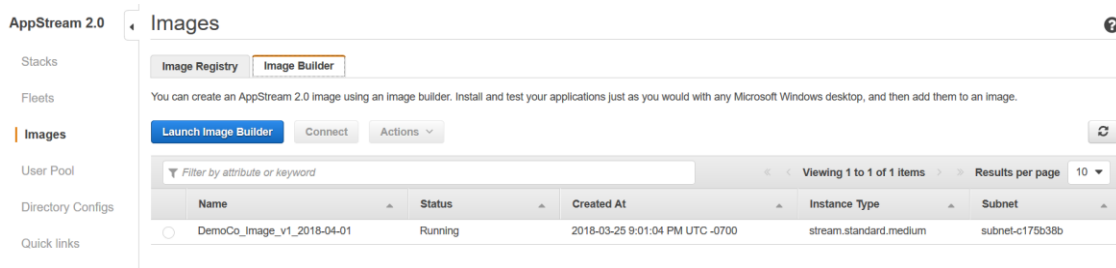 AppStream 2.0
Images
Stacks
Fleets
Images
User Pool
Directory Configs
Quick links
Image Registry
Image Builder
You can create an AppStream 2.0 image using an image builder. Install and test your applications just as you would with any Microsoft Windows desktop, and then add them to an image.
Launch Image Builder
Connect
Actions
Filter by attribute or keyword
Viewing 1 to 1 of 1 items
Results per page
10
Name Status Created At Instance Type Subnet
DemoCo_Image_v1_2018-04-01 Running 2018-03-25 9:01:04 PM UTC -0700 stream.standard.medium subnet-c175b38b